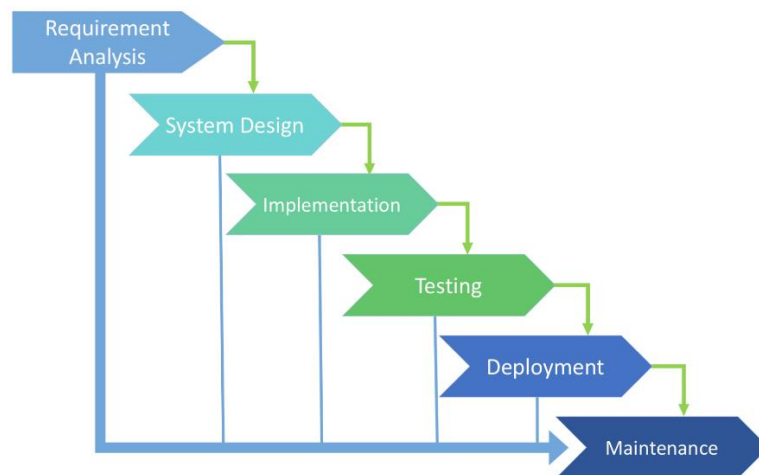 Requirement
Analysis
System Design
Implementation
Testing
Deployment
Maintenance